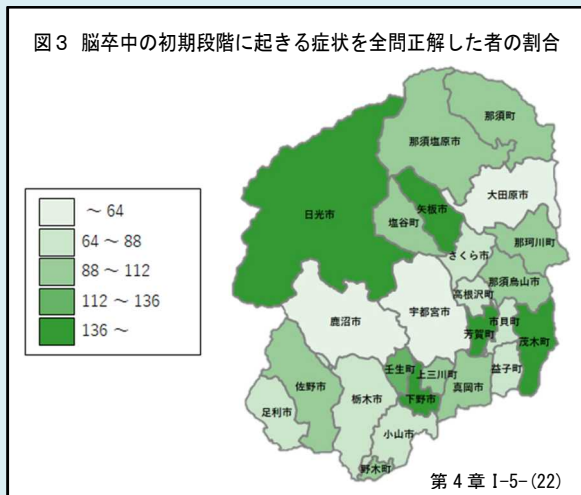 図3 脳卒中の初期段階に起きる症状を全問正解した者の割合
～64
64～88
88～112
112～136
136～
那須町
那須塩原市
大田原市
日光市
矢板市
塩谷町
那珂川町
さくら市
那須烏山市
高根沢町
宇都宮市
鹿沼市
市貝町
芳賀町
茂木町
壬生町
上三川町
益子町
真岡市
下野市
佐野市
栃木市
足利市
小山市
野木町
第4章 I-5-(22)